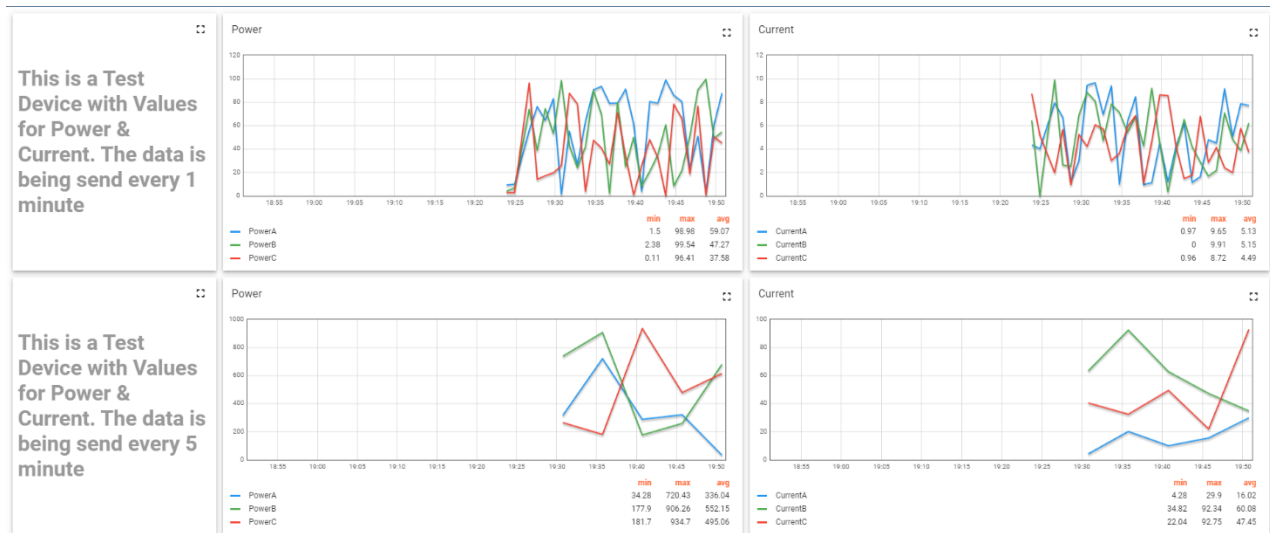 This is a Test
Device with Values
for Power &
Current. The data is
being send every 1
minute
Power
120
100
80
60
40
20
0
18:55 19:00 19:05 19:10 19:15 19:20 19:25 19:30 19:35 19:40 19:45 19:50
min max avg
PowerA 1.5 98.98 59.07
PowerB 2.38 99.54 47.27
PowerC 0.11 96.41 37.58
Current
12
10
8
6
4
2
0
18:55 19:00 19:05 19:10 19:15 19:20 19:25 19:30 19:35 19:40 19:45 19:50
min max avg
CurrentA 0.97 9.65 5.13
CurrentB 0 9.91 5.15
CurrentC 0.96 8.72 4.49
This is a Test
Device with Values
for Power &
Current. The data is
being send every 5
minute
Power
1000
800
600
400
200
0
18:55 19:00 19:05 19:10 19:15 19:20 19:25 19:30 19:35 19:40 19:45 19:50
min max avg
PowerA 34.28 720.43 336.04
PowerB 177.9 906.26 552.15
PowerC 181.7 934.7 495.06
Current
100
80
60
40
20
0
18:55 19:00 19:05 19:10 19:15 19:20 19:25 19:30 19:35 19:40 19:45 19:50
min max avg
CurrentA 4.28 29.9 16.02
CurrentB 34.82 92.34 60.08
CurrentC 22.04 92.75 47.45